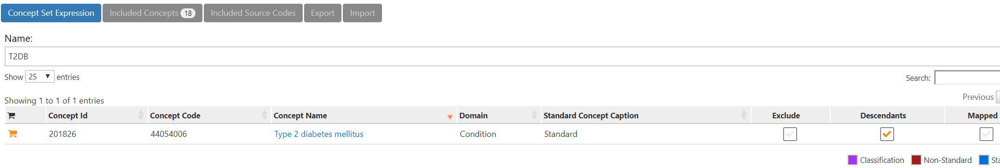 Concept Set Expression Included Concepts 18 Included Source Codes Export Import
Name:
T2DB
Show 25 entries Search:
Showing 1 to 1 of 1 entries Previous
Concept Id Concept Code Concept Name Domain Standard Concept Caption Exclude Descendants Mapped
201826 44054006 Type 2 diabetes mellitus Condition Standard
Classification Non-Standard Sta